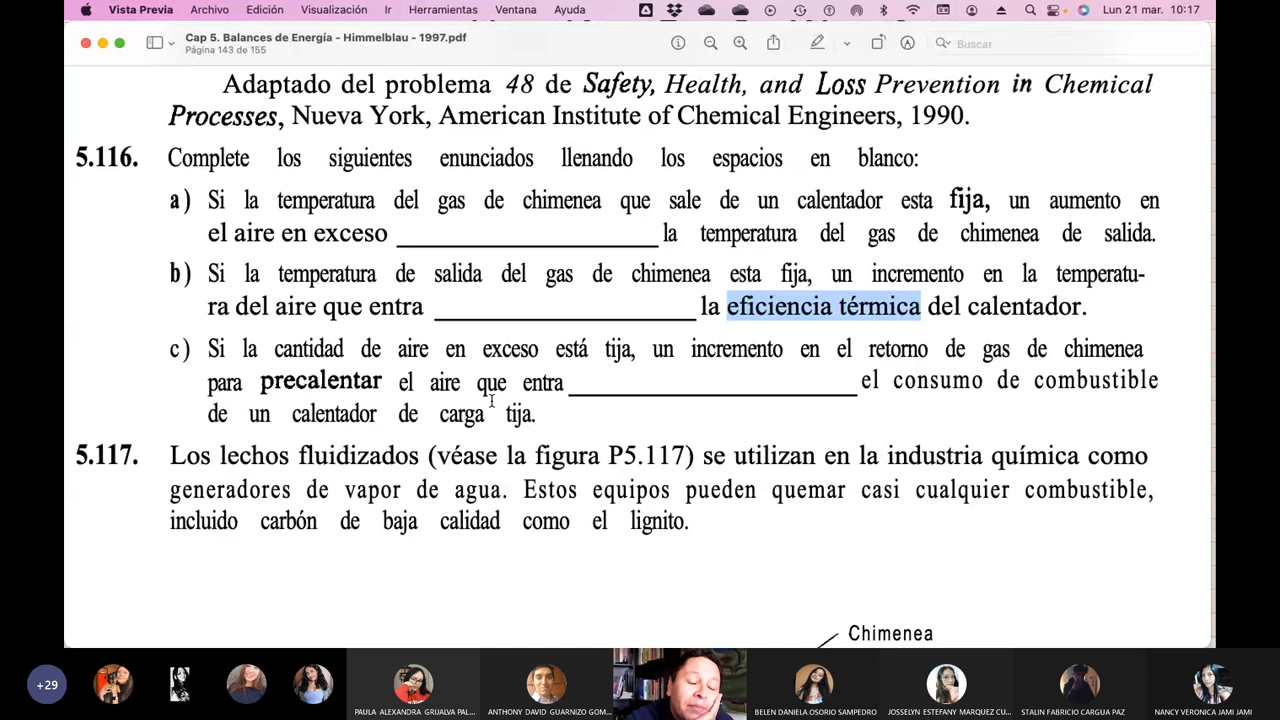 Vista Previa Archivo Edición Visualización Ir Herramientas Ventana Ayuda Lun 21 mar. 10:17
Cap 5. Balances de Energía - Himmelblau - 1997.pdf
Página 143 de 155
Buscar
Adaptado del problema 48 de Safety, Health, and Loss Prevention in Chemical
Processes, Nueva York, American Institute of Chemical Engineers, 1990.
5.116. Complete los siguientes enunciados llenando los espacios en blanco:
a) Si la temperatura del gas de chimenea que sale de un calentador esta fija, un aumento en
el aire en exceso ____________________ la temperatura del gas de chimenea de salida.
b) Si la temperatura de salida del gas de chimenea esta fija, un incremento en la temperatu-
ra del aire que entra ____________________ la eficiencia térmica del calentador.
c) Si la cantidad de aire en exceso está tija, un incremento en el retorno de gas de chimenea
para precalentar el aire que entra ____________________ el consumo de combustible
de un calentador de carga tija.
5.117. Los lechos fluidizados (véase la figura P5.117) se utilizan en la industria química como
generadores de vapor de agua. Estos equipos pueden quemar casi cualquier combustible,
incluido carbón de baja calidad como el lignito.
Chimenea
+29
PAULA ALEXANDRA GRIJALVA PAL...
ANTHONY DAVID GUARNIZO GOM...
BELEN DANIELA OSORIO SAMPEDRO
JOSSELYN ESTEFANY MARQUEZ CU...
STALIN FABRICIO CARGUA PAZ
NANCY VERONICA JAMI JAMI